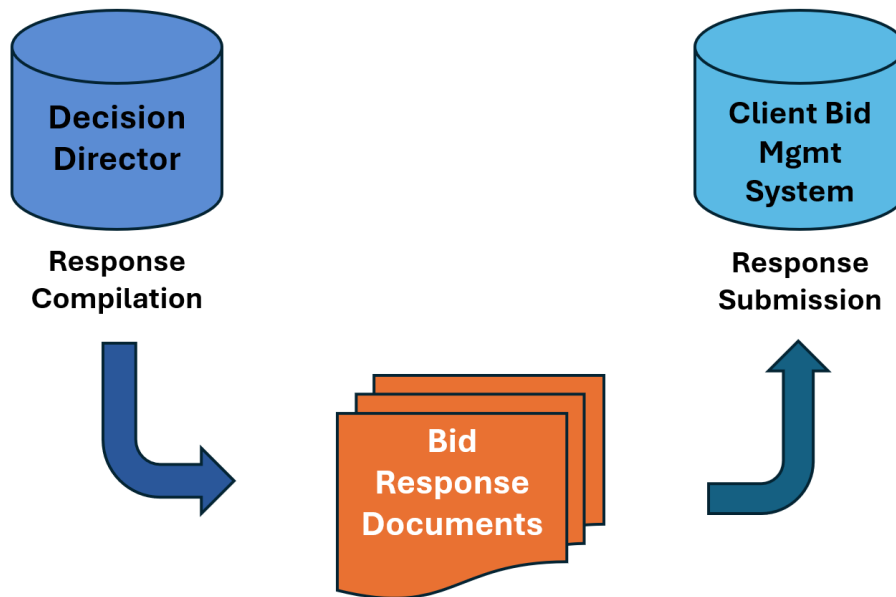 Decision
Director
Response
Compilation
Client Bid
Mgmt
System
Response
Submission
Bid
Response
Documents